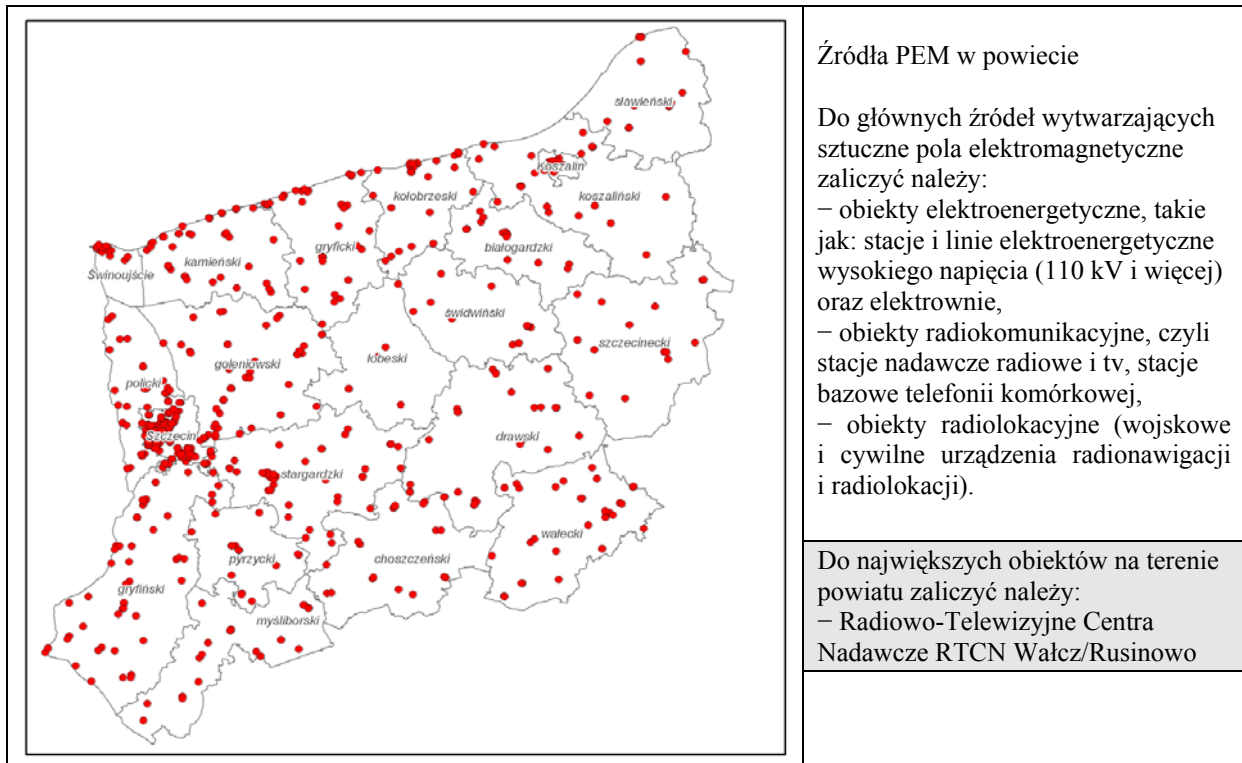 sławieński
Koszalin
kołobrzeski
koszaliński
gryficki
białogardzki
Świnoujście
kamieński
świdwiński
szczecinecki
goleniowski
łobeski
policki
Szczecin
drawski
stargardzki
wałecki
pyrzycki
choszczeński
gryfiński
myśliborski
Źródła PEM w powiecie
Do głównych źródeł wytwarzających
sztuczne pola elektromagnetyczne
zaliczyć należy:
− obiekty elektroenergetyczne, takie
jak: stacje i linie elektroenergetyczne
wysokiego napięcia (110 kV i więcej)
oraz elektrownie,
− obiekty radiokomunikacyjne, czyli
stacje nadawcze radiowe i tv, stacje
bazowe telefonii komórkowej,
− obiekty radiolokacyjne (wojskowe
i cywilne urządzenia radionawigacji
i radiolokacji).
Do największych obiektów na terenie
powiatu zaliczyć należy:
− Radiowo-Telewizyjne Centra
Nadawcze RTCN Wałcz/Rusinowo